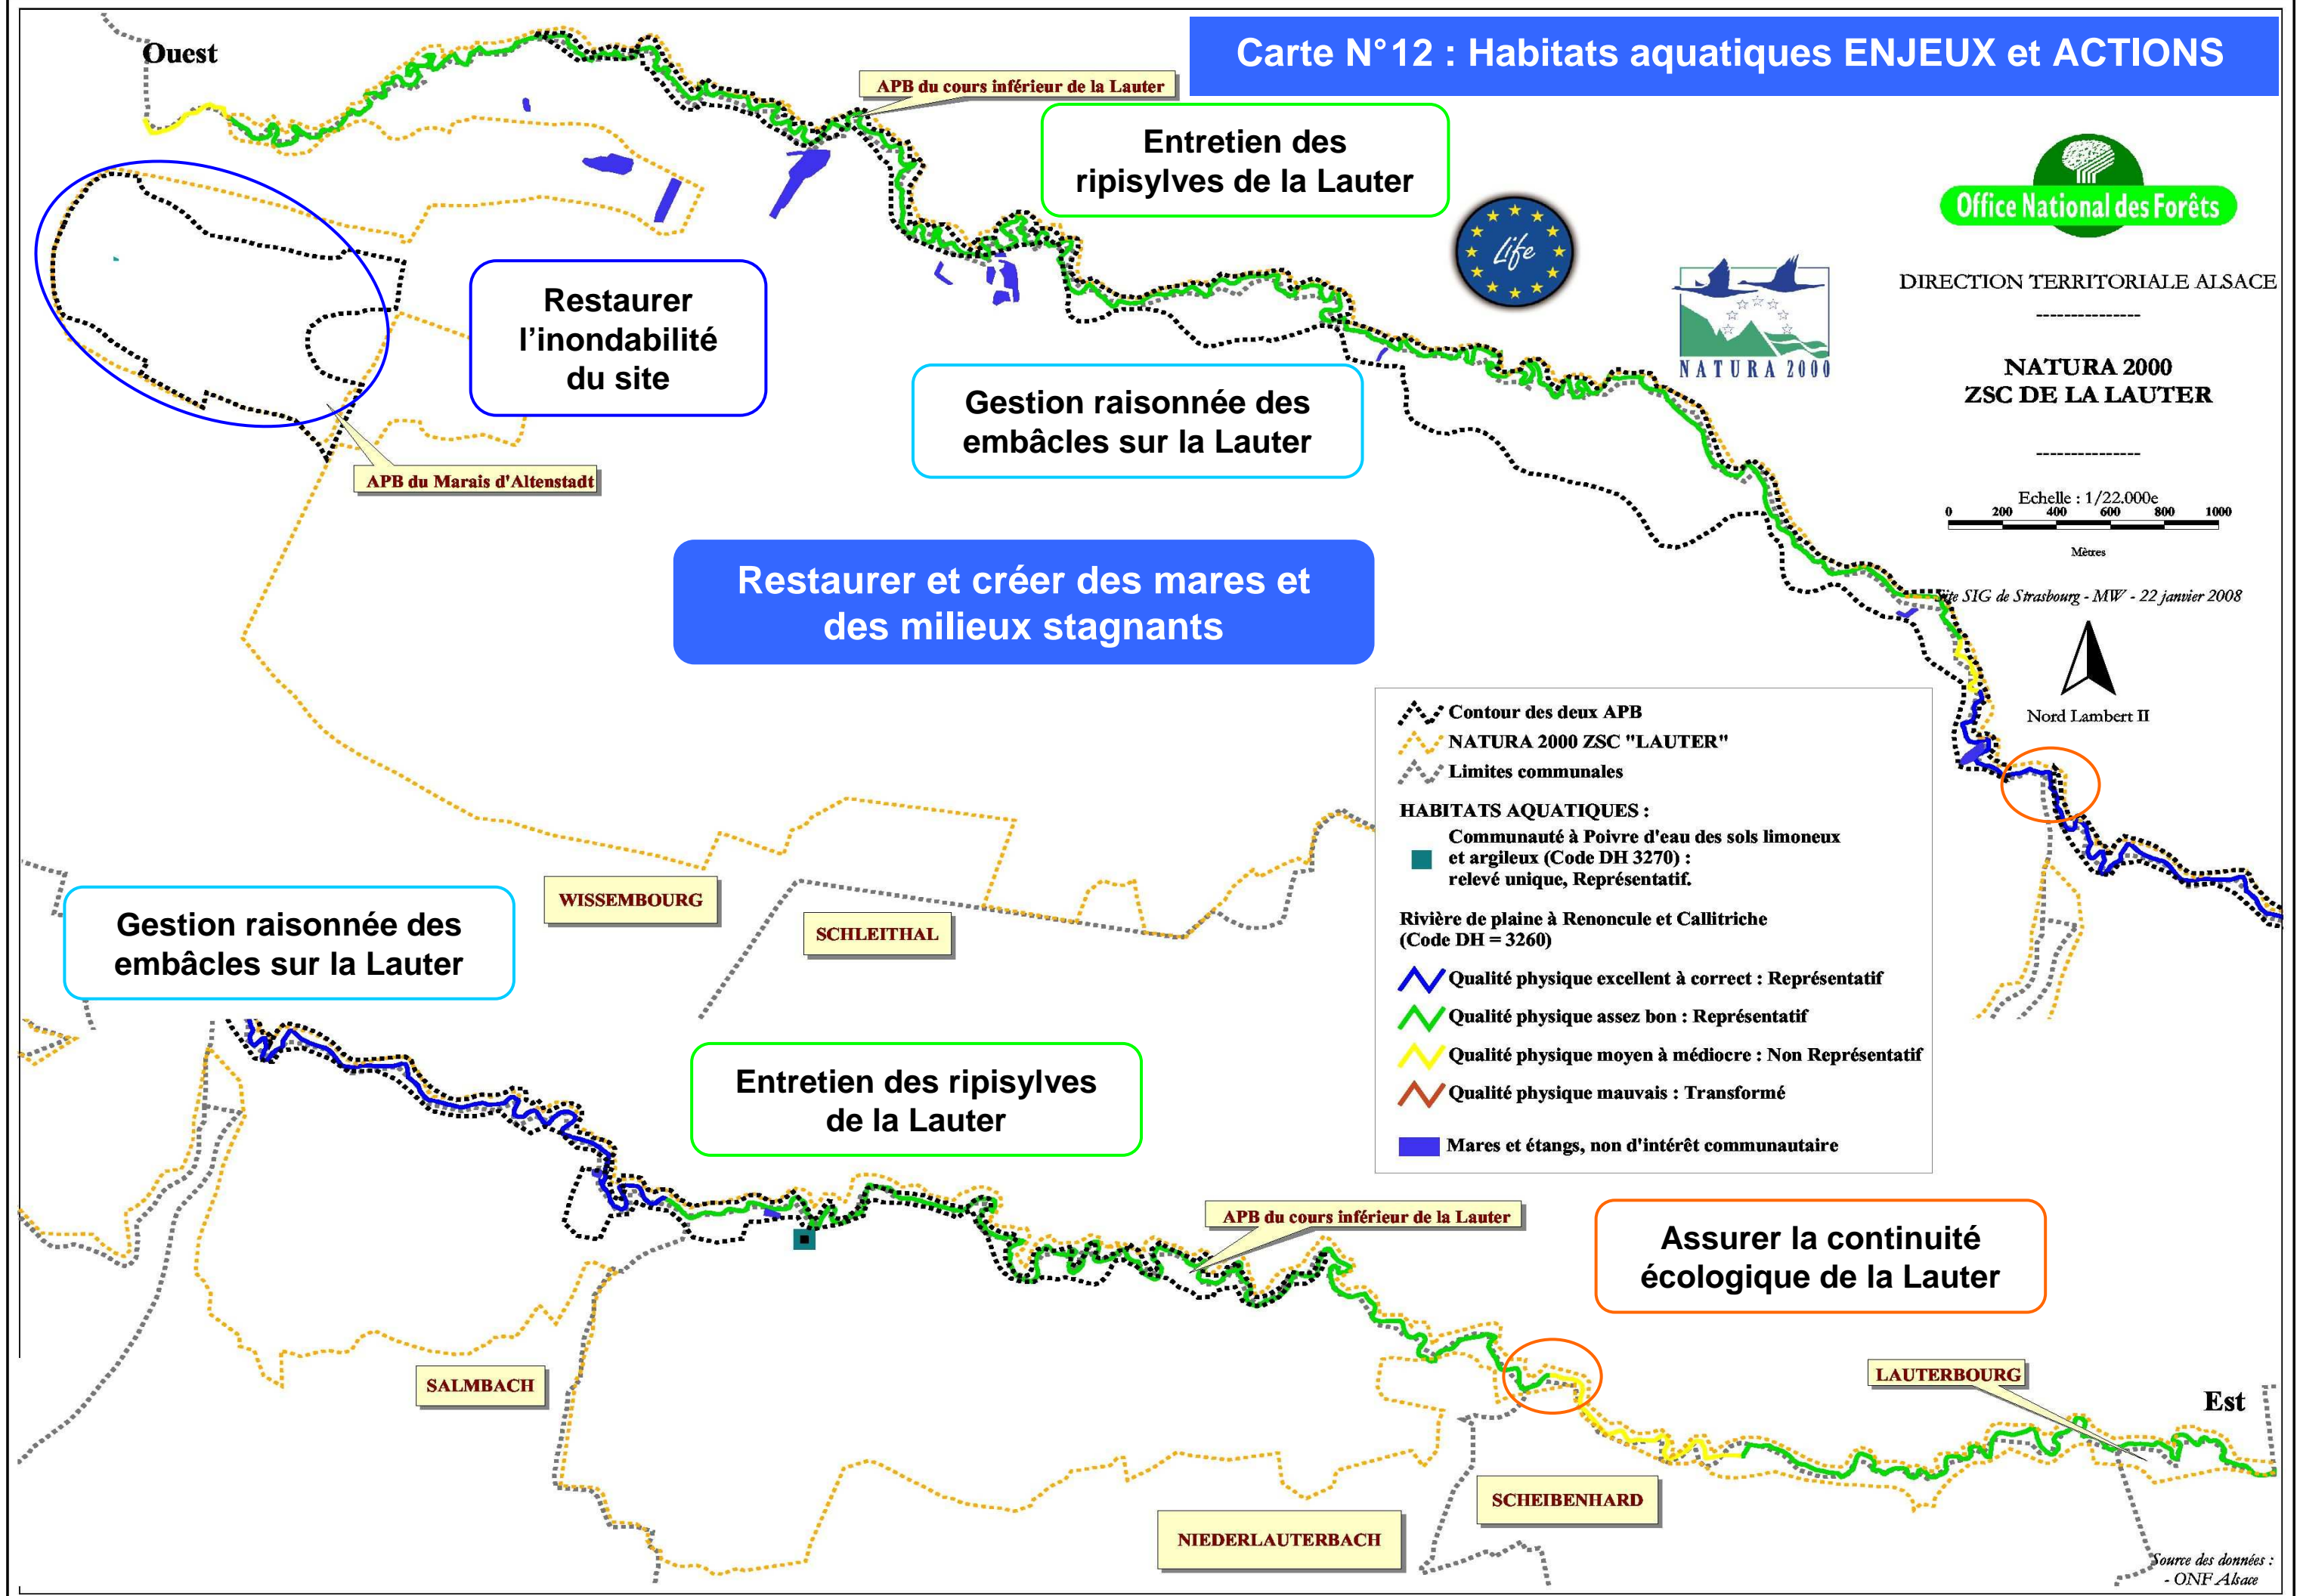 Carte N°12 : Habitats aquatiques ENJEUX et ACTIONS
Ouest
APB du cours inférieur de la Lauter
Entretien des
ripisylves de la Lauter
Life
NATURA 2000
Office National des Forêts
DIRECTION TERRITORIALE ALSACE
---------------
NATURA 2000
ZSC DE LA LAUTER
---------------
Echelle : 1/22.000e
0 200 400 600 800 1000
Mètres
Site SIG de Strasbourg - MW - 22 janvier 2008
Nord Lambert II
Restaurer
l'inondabilité
du site
Gestion raisonnée des
embâcles sur la Lauter
APB du Marais d'Altenstadt
Restaurer et créer des mares et
des milieux stagnants
Contour des deux APB
NATURA 2000 ZSC "LAUTER"
Limites communales
HABITATS AQUATIQUES :
Communauté à Poivre d'eau des sols limoneux
et argileux (Code DH 3270) :
relevé unique, Représentatif.
Rivière de plaine à Renoncule et Callitriche
(Code DH = 3260)
Qualité physique excellent à correct : Représentatif
Qualité physique assez bon : Représentatif
Qualité physique moyen à médiocre : Non Représentatif
Qualité physique mauvais : Transformé
Mares et étangs, non d'intérêt communautaire
WISSEMBOURG
SCHLEITHAL
Gestion raisonnée des
embâcles sur la Lauter
Entretien des ripisylves
de la Lauter
APB du cours inférieur de la Lauter
Assurer la continuité
écologique de la Lauter
SALMBACH
LAUTERBOURG
Est
SCHEIBENHARD
NIEDERLAUTERBACH
Source des données :
- ONF Alsace